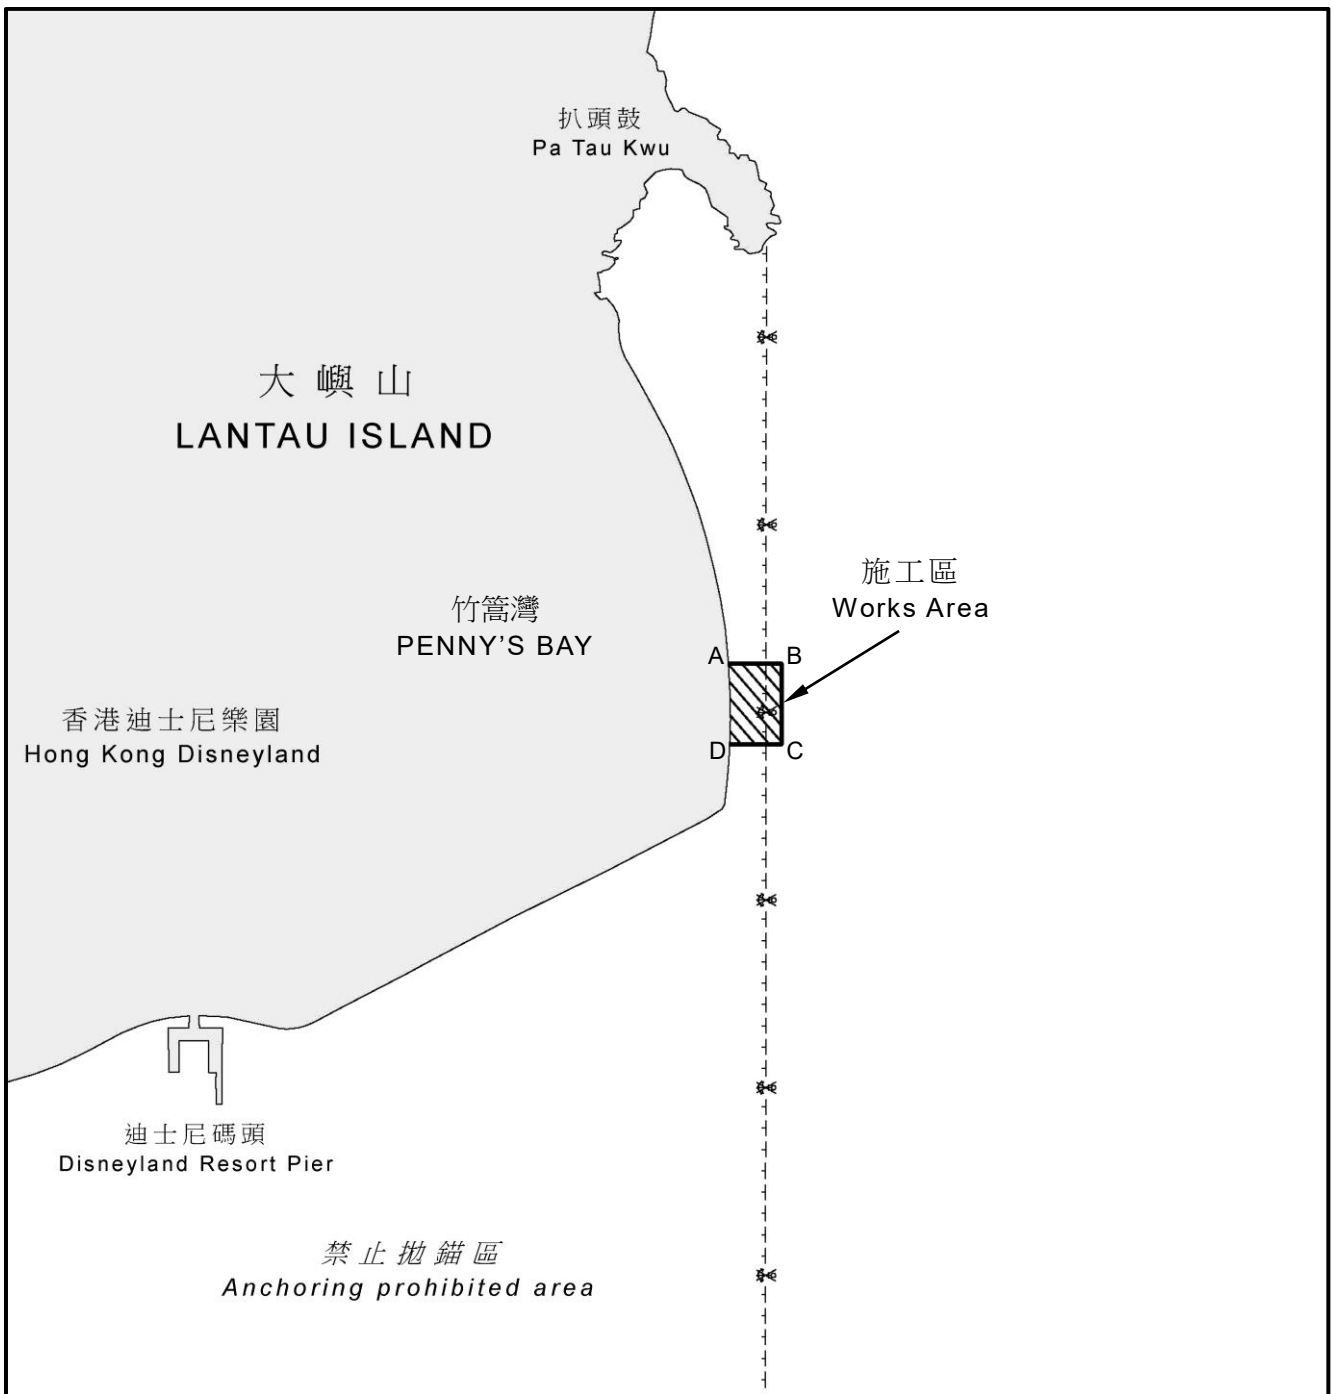 扒頭鼓
Pa Tau Kwu
大嶼山
LANTAU ISLAND
施工區
Works Area
竹篙灣
PENNY'S BAY
A
B
香港迪士尼樂園
Hong Kong Disneyland
D
C
迪士尼碼頭
Disneyland Resort Pier
禁止拋錨區
Anchoring prohibited area